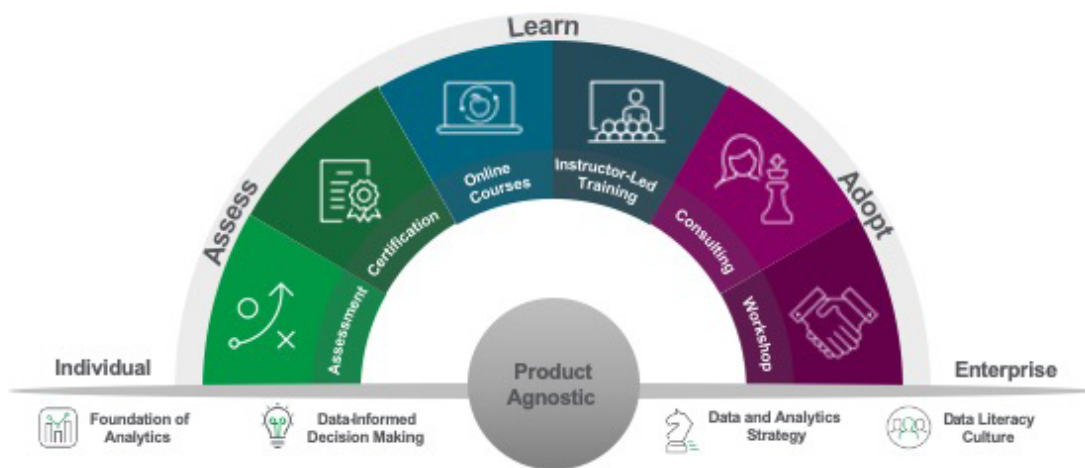 Learn
Assess
Adopt
Online
Courses
Instructor-Led
Training
Certification
Consulting
Assessment
Workshop
Individual
Product
Agnostic
Enterprise
Foundation of
Analytics
Data-Informed
Decision Making
Data and Analytics
Strategy
Data Literacy
Culture